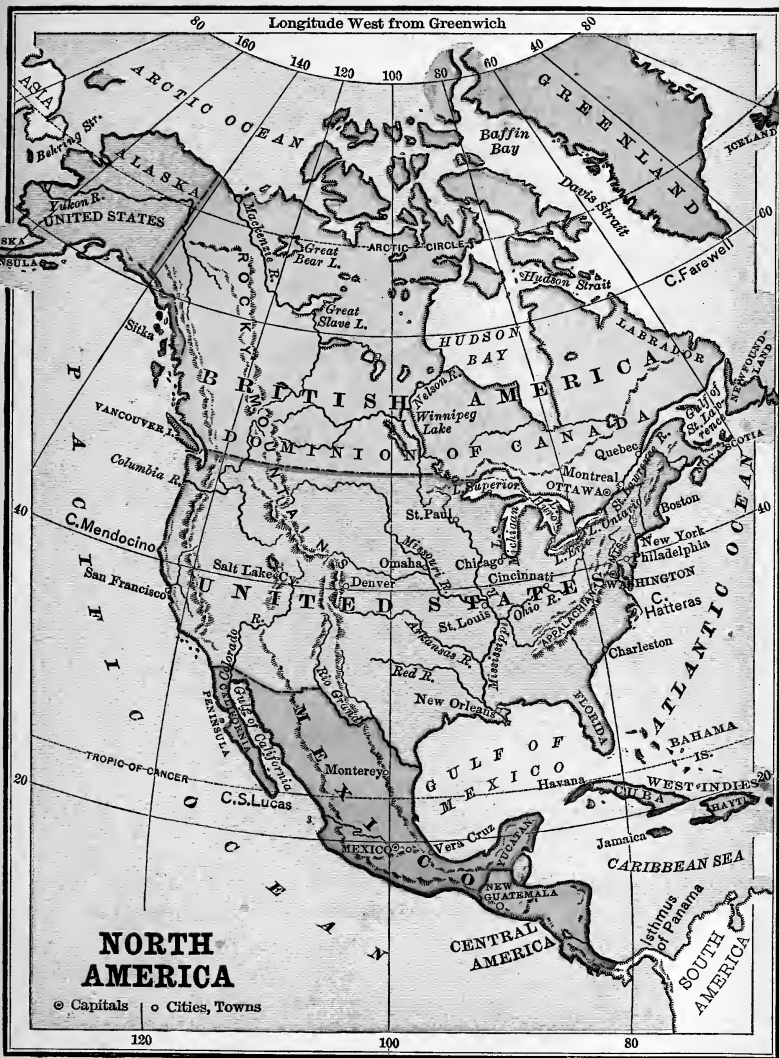 Longitude West from Greenwich
80
160
140
120
100
80
60
40
80
ASIA
ARCTIC OCEAN
GREENLAND
ICELAND
Behring Str.
Baffin
Bay
Davis Strait
ALASKA
Yukon R.
UNITED STATES
SKA
NSULA
Mackenzie R.
Great
Bear L.
ARCTIC CIRCLE
60
C. Farewell
Hudson Strait
Great
Slave L.
Sitka
ROCKY MOUNTAINS
HUDSON
BAY
LABRADOR
NEWFOUND-
LAND
BRITISH AMERICA
Nelson R.
Winnipeg
Lake
Gulf of
St. Law-
rence
VANCOUVER I.
DOMINION OF CANADA
Quebec
NOVA SCOTIA
Columbia R.
Montreal
OTTAWA
St. Lawrence R.
L. Superior
Huron
L. Ontario
L. Erie
L. Michigan
Boston
40
40
C. Mendocino
St. Paul
New York
Philadelphia
Missouri R.
Omaha
Chicago
Salt Lake Cy.
Denver
Cincinnati
WASHINGTON
San Francisco
UNITED STATES
St. Louis
Ohio R.
C.
Hatteras
APPALACHIAN MTS.
Colorado R.
Arkansas R.
Mississippi
Charleston
Red R.
Rio Grande
New Orleans
FLORIDA
ATLANTIC OCEAN
PACIFIC OCEAN
CALIFORNIA
PENINSULA
Gulf of California
MEXICO
BAHAMA
IS.
TROPIC OF CANCER
Monterey
GULF OF
MEXICO
Havana
WEST INDIES
20
20
CUBA
HAYTI
C.S. Lucas
Vera Cruz
Jamaica
MEXICO
YUCATAN
CARIBBEAN SEA
NEW
GUATEMALA
CENTRAL
AMERICA
Isthmus
of Panama
SOUTH
AMERICA
NORTH
AMERICA
Capitals
Cities, Towns
120
100
80